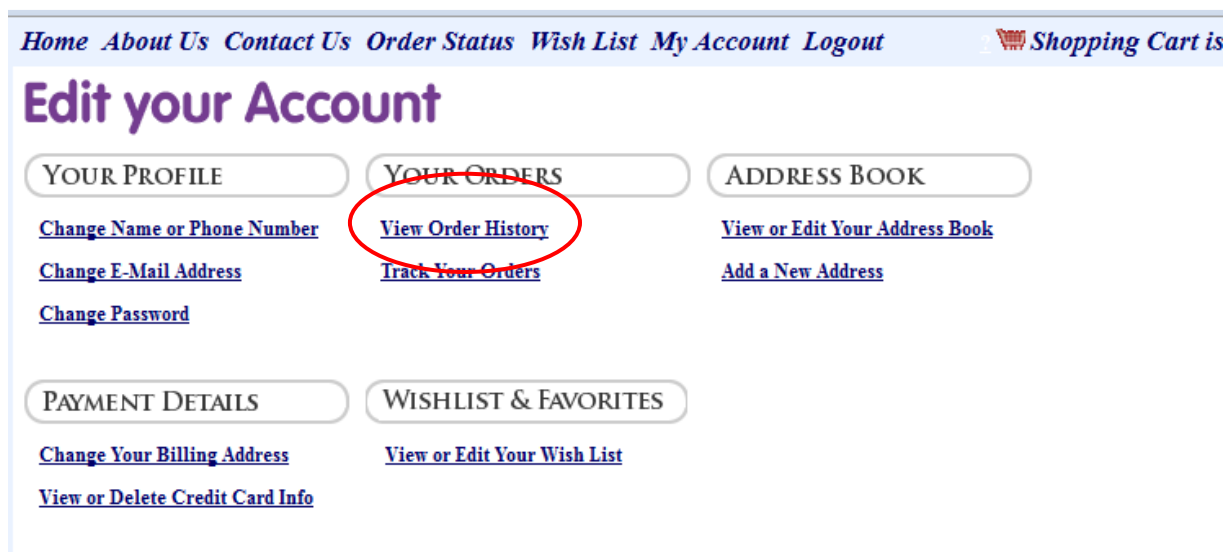 Home About Us Contact Us Order Status Wish List My Account Logout ? Shopping Cart is
Edit your Account
YOUR PROFILE
Change Name or Phone Number
Change E-Mail Address
Change Password
YOUR ORDERS
View Order History
Track Your Orders
ADDRESS BOOK
View or Edit Your Address Book
Add a New Address
PAYMENT DETAILS
Change Your Billing Address
View or Delete Credit Card Info
WISHLIST & FAVORITES
View or Edit Your Wish List